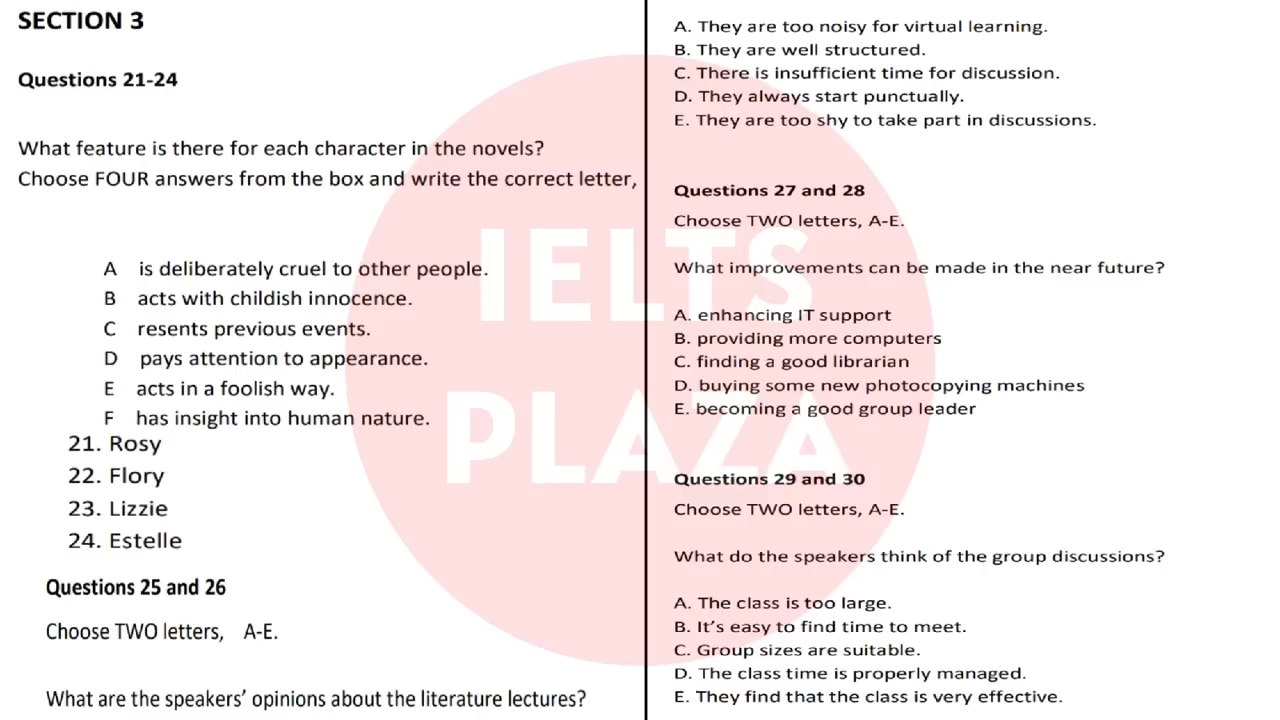 SECTION 3
Questions 21-24
What feature is there for each character in the novels?
Choose FOUR answers from the box and write the correct letter,
A is deliberately cruel to other people.
B acts with childish innocence.
C resents previous events.
D pays attention to appearance.
E acts in a foolish way.
F has insight into human nature.
21. Rosy
22. Flory
23. Lizzie
24. Estelle
Questions 25 and 26
Choose TWO letters, A-E.
What are the speakers' opinions about the literature lectures?
A. They are too noisy for virtual learning.
B. They are well structured.
C. There is insufficient time for discussion.
D. They always start punctually.
E. They are too shy to take part in discussions.
Questions 27 and 28
Choose TWO letters, A-E.
What improvements can be made in the near future?
A. enhancing IT support
B. providing more computers
C. finding a good librarian
D. buying some new photocopying machines
E. becoming a good group leader
Questions 29 and 30
Choose TWO letters, A-E.
What do the speakers think of the group discussions?
A. The class is too large.
B. It's easy to find time to meet.
C. Group sizes are suitable.
D. The class time is properly managed.
E. They find that the class is very effective.
IELTS
PLAZA